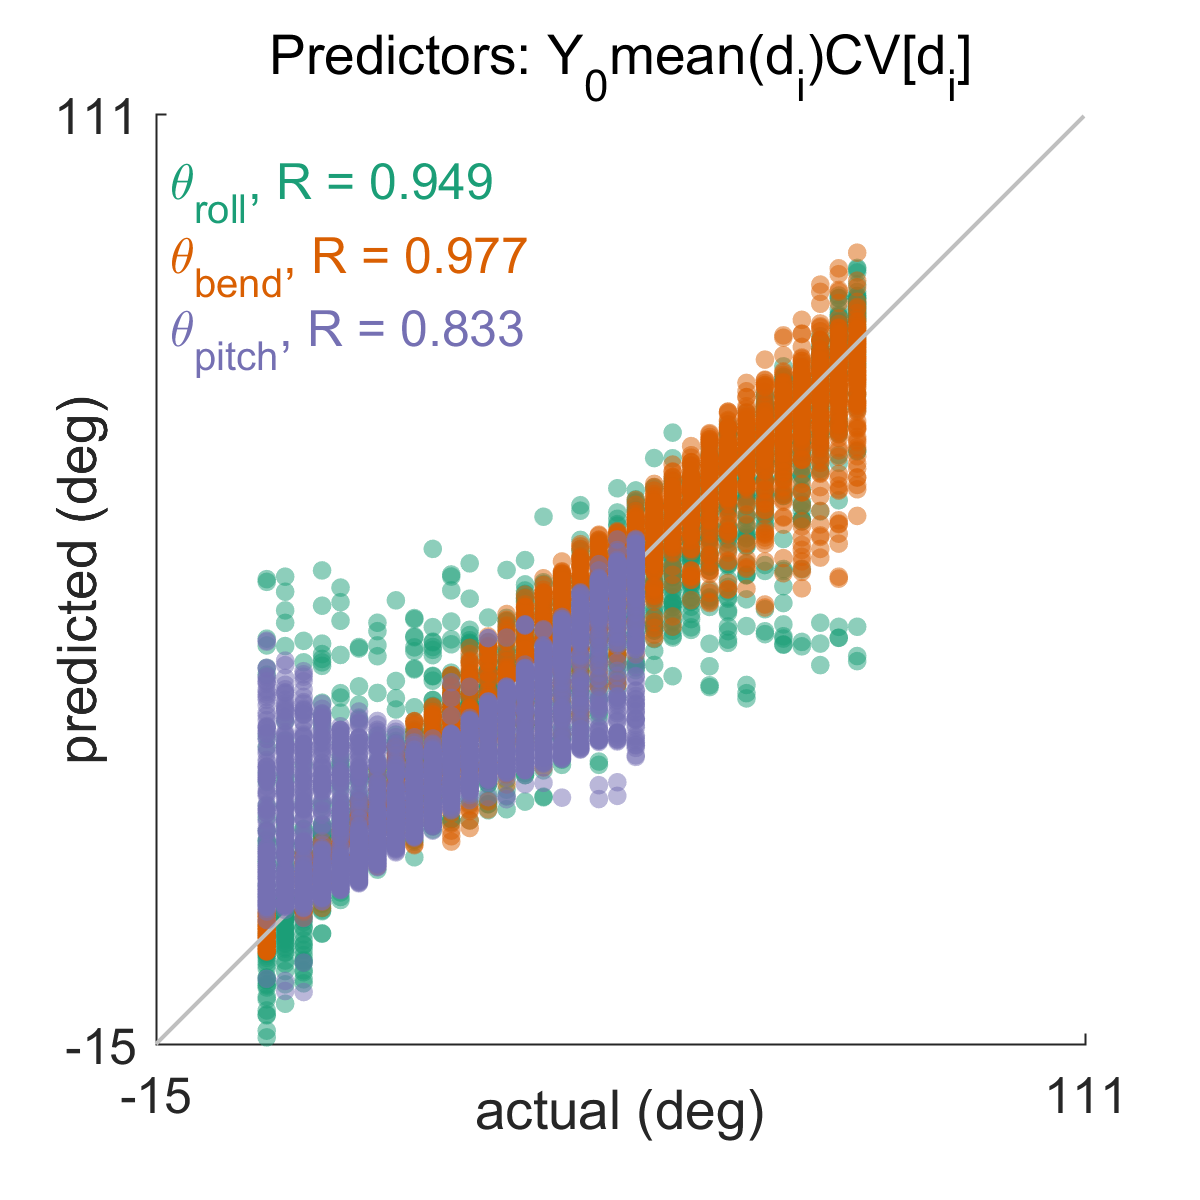 Predictors: Y₀mean(dᵢ)CV[dᵢ]
111
θroll, R = 0.949
θbend, R = 0.977
θpitch, R = 0.833
predicted (deg)
-15
-15
111
actual (deg)